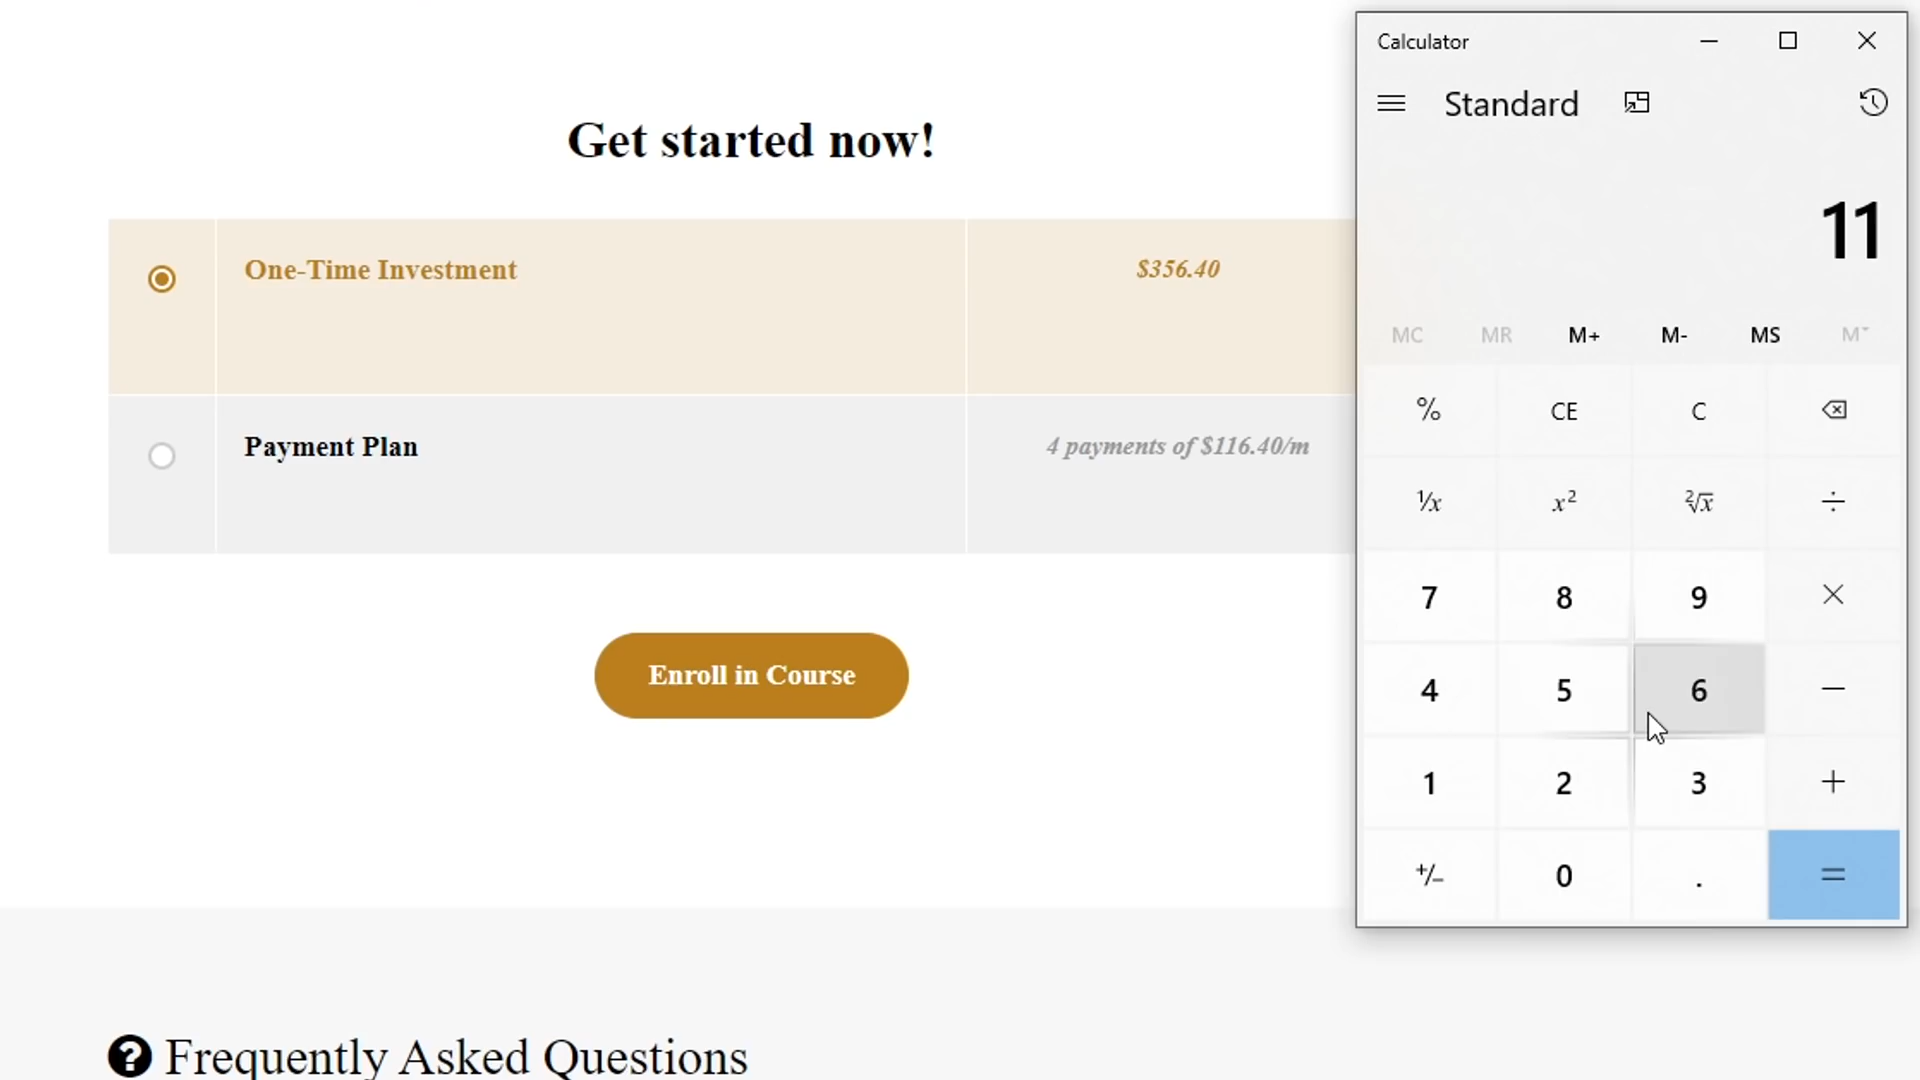 Get started now!
One-Time Investment
$356.40
Payment Plan
4 payments of $116.40/m
Enroll in Course
Frequently Asked Questions
Calculator
Standard
11
MC MR M+ M- MS M˅
% CE C
¹/x x² ²√x ÷
7 8 9 ×
4 5 6 −
1 2 3 +
+/− 0 . =